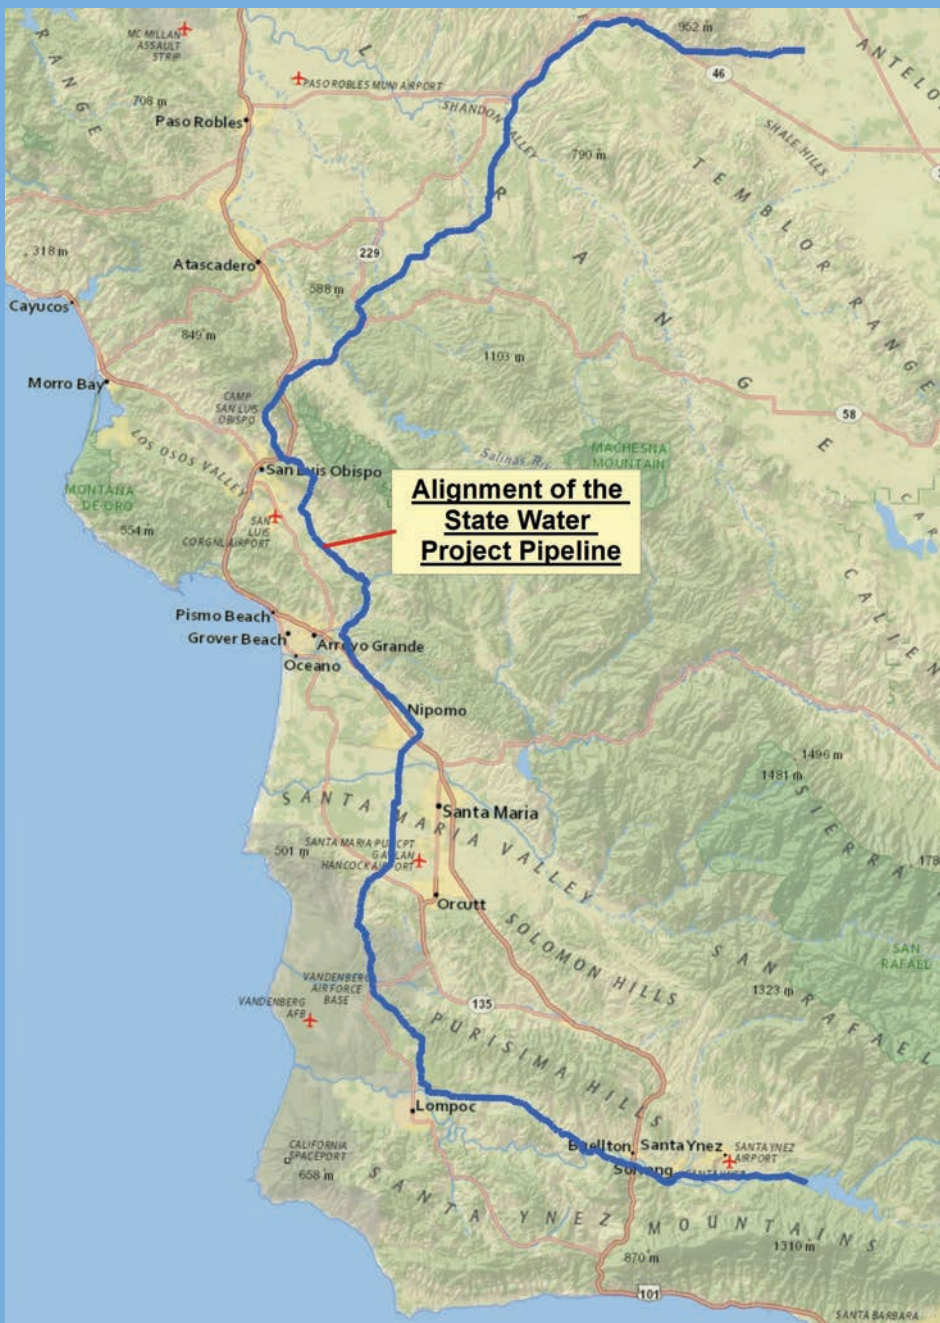 MC MILLAN
ASSAULT
STRIP
952 m
RANGE
L
ANTELO
46
PASO ROBLES MUNI AIRPORT
708 m
Paso Robles
SHANDON VALLEY
SHALE HILLS
790 m
TEMBLOR RANGE
R A N G E
318 m
229
Atascadero
588 m
Cayucos
849 m
1103 m
Morro Bay
CAMP
SAN LUIS
OBISPO
58
LOS OSOS VALLEY
Salinas Riv
MACHESNA
MOUNTAIN
San Luis Obispo
Alignment of the
State Water
Project Pipeline
MONTAÑA
DE ORO
554 m
SAN
LUIS
CORGNL AIRPORT
CAR
CALIEN
Pismo Beach
Grover Beach
Arroyo Grande
Oceano
Nipomo
1496 m
1481 m
SIERRA
SANTA MARIA VALLEY
Santa Maria
SANTA MARIA PUBCPT
G ALLAN
HANCOCK AIRPORT
501 m
178
Orcutt
SOLOMON HILLS
SAN RAFAEL
SAN
RAFAEL
VANDENBERG
AIR FORCE
BASE
VANDENBERG
AFB
1323 m
135
PURISIMA HILLS
Lompoc
Buellton
Santa Ynez
SANTA YNEZ
AIRPORT
CALIFORNIA
SPACEPORT
Solvang
658 m
SANTA YNEZ MOUNTAINS
1310 m
870 m
101
SANTA BARBARA